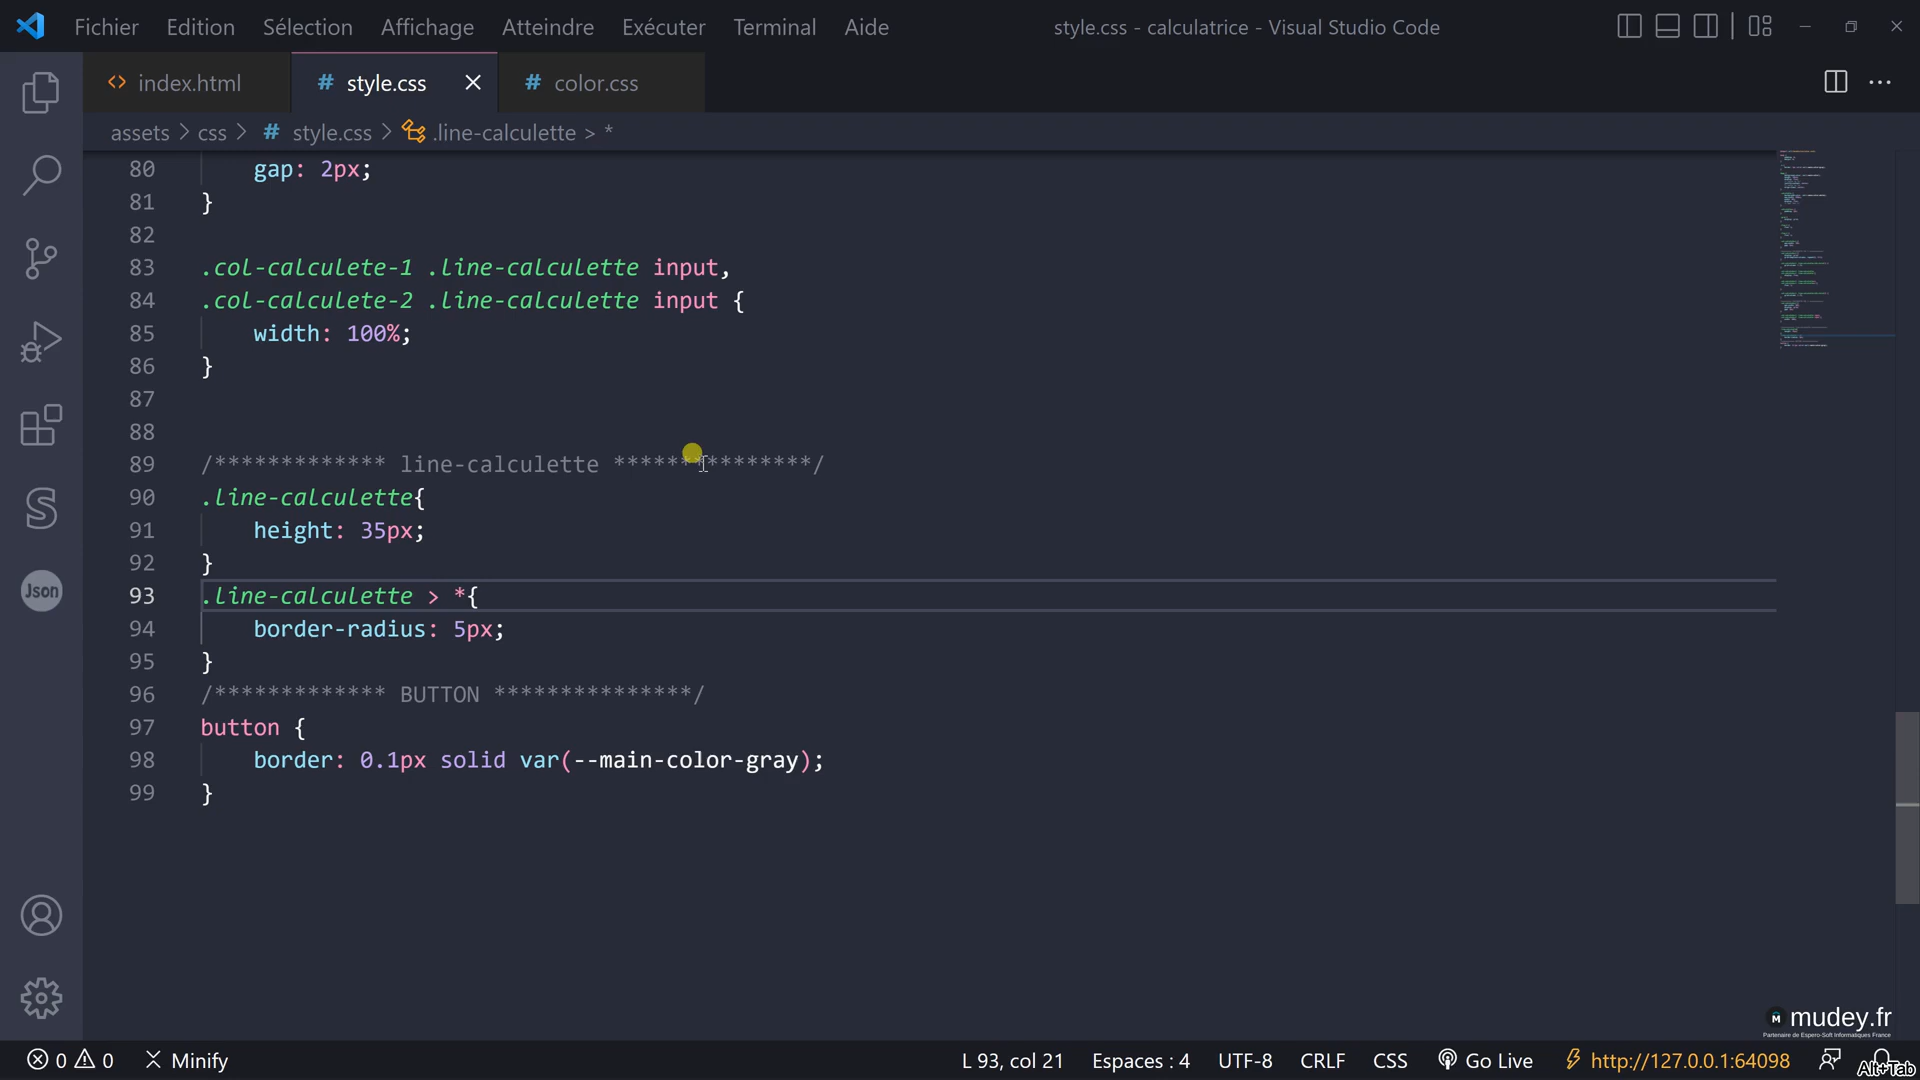 Fichier Edition Sélection Affichage Atteindre Exécuter Terminal Aide style.css - calculatrice - Visual Studio Code
index.html # style.css # color.css
assets > css > # style.css > .line-calculette > *
80 gap: 2px;
81 }
82
83 .col-calculete-1 .line-calculette input,
84 .col-calculete-2 .line-calculette input {
85 width: 100%;
86 }
87
88
89 /************* line-calculette ***************/
90 .line-calculette{
91 height: 35px;
92 }
93 .line-calculette > *{
94 border-radius: 5px;
95 }
96 /************* BUTTON ***************/
97 button {
98 border: 0.1px solid var(--main-color-gray);
99 }
Json
mudey.fr
Partenaire de Espero-Soft Informatiques France
0 0 Minify L 93, col 21 Espaces : 4 UTF-8 CRLF CSS Go Live http://127.0.0.1:64098
Alt+Tab